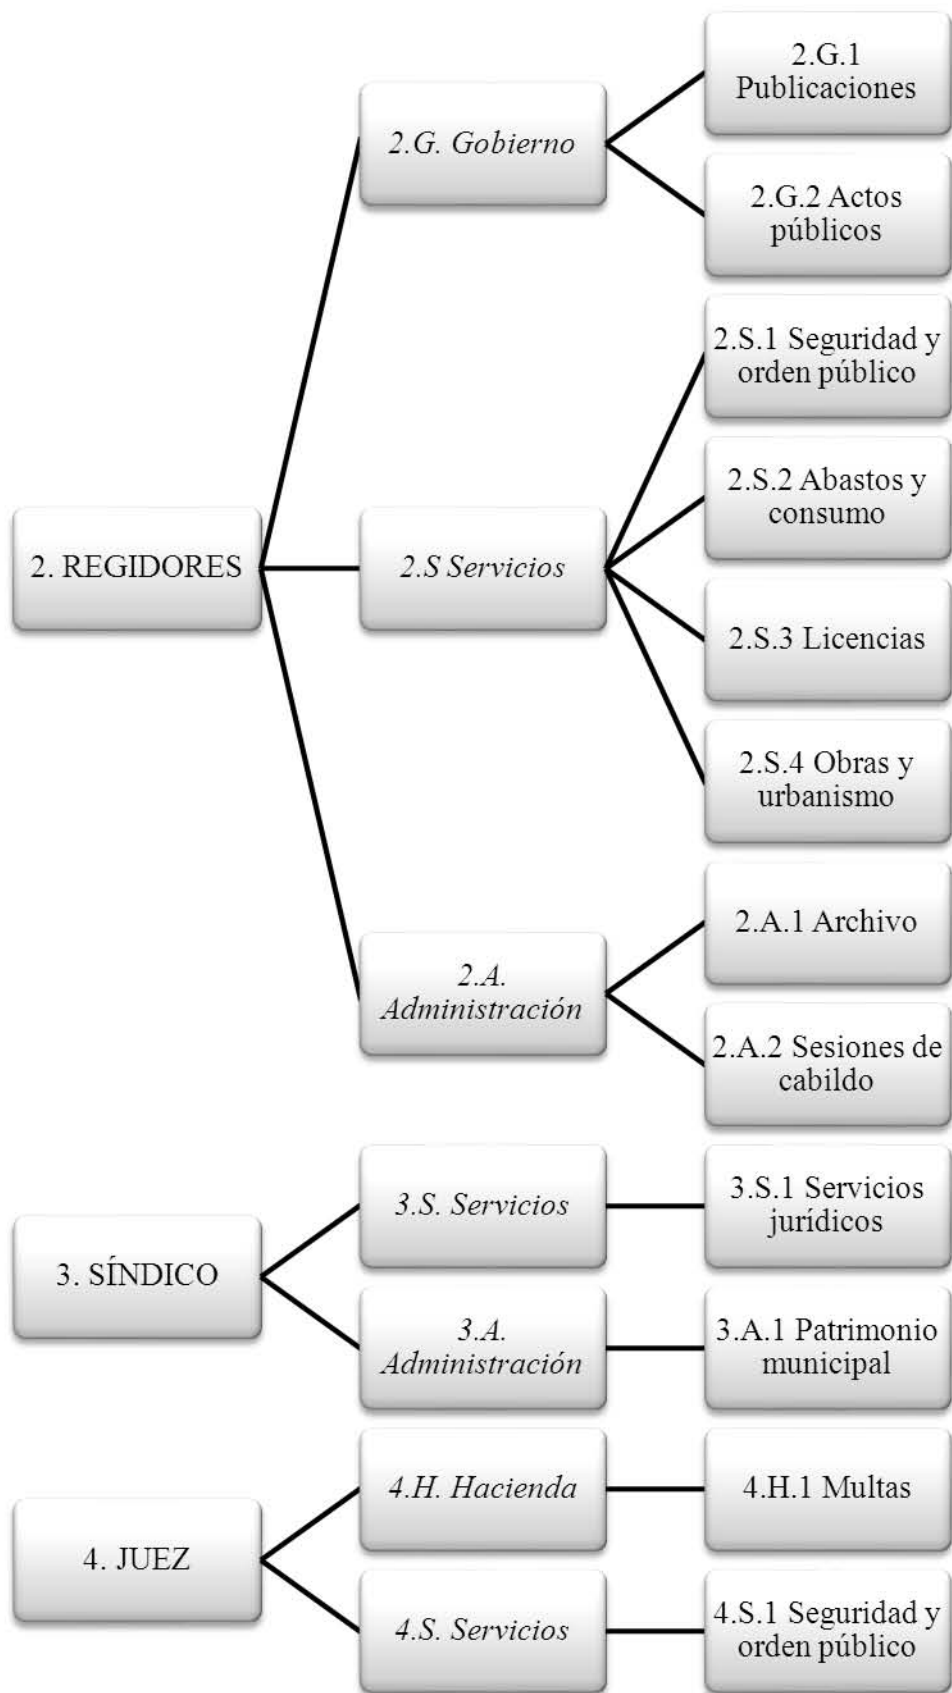 2. REGIDORES
2.G. Gobierno
2.G.1
Publicaciones
2.G.2 Actos
públicos
2.S Servicios
2.S.1 Seguridad y
orden público
2.S.2 Abastos y
consumo
2.S.3 Licencias
2.S.4 Obras y
urbanismo
2.A.
Administración
2.A.1 Archivo
2.A.2 Sesiones de
cabildo
3. SÍNDICO
3.S. Servicios
3.S.1 Servicios
jurídicos
3.A.
Administración
3.A.1 Patrimonio
municipal
4. JUEZ
4.H. Hacienda
4.H.1 Multas
4.S. Servicios
4.S.1 Seguridad y
orden público